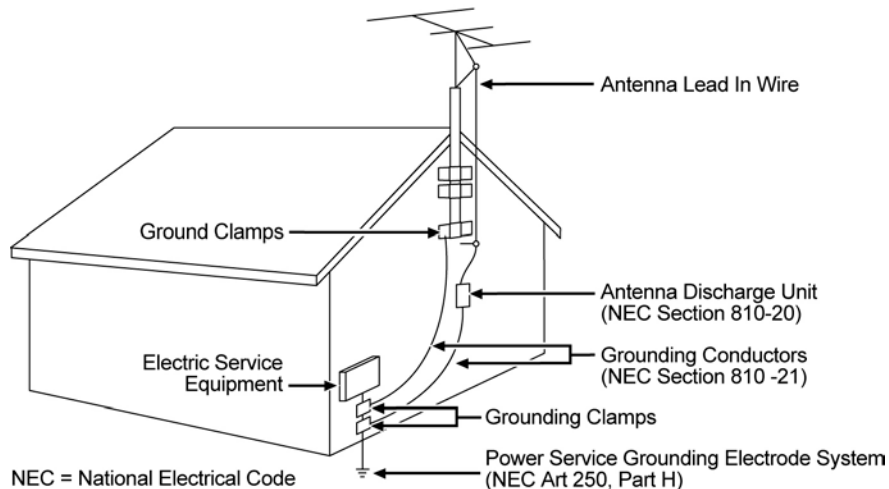 Antenna Lead In Wire
Ground Clamps
Antenna Discharge Unit
(NEC Section 810-20)
Electric Service
Equipment
Grounding Conductors
(NEC Section 810 -21)
Grounding Clamps
Power Service Grounding Electrode System
(NEC Art 250, Part H)
NEC = National Electrical Code